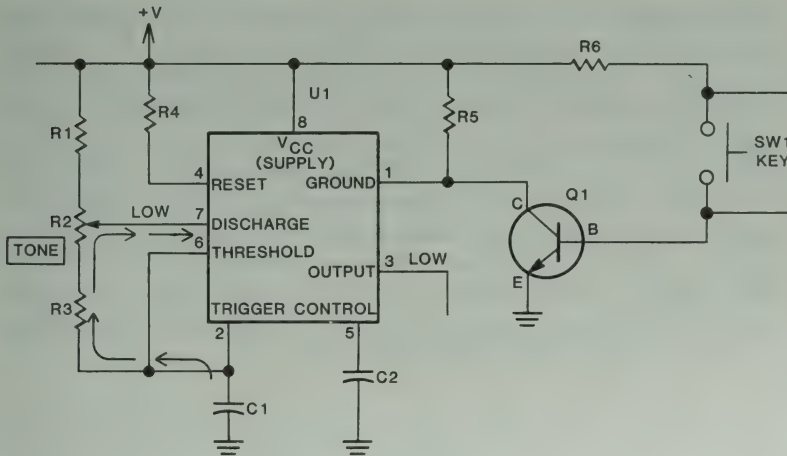 +V
R6
U1
R4
R1
R5
8
VCC
(SUPPLY)
SW1
KEY
4
RESET
GROUND
1
Q1
C
R2
LOW
7
DISCHARGE
B
TONE
6
THRESHOLD
3
LOW
OUTPUT
E
R3
TRIGGER CONTROL
2
5
C2
C1